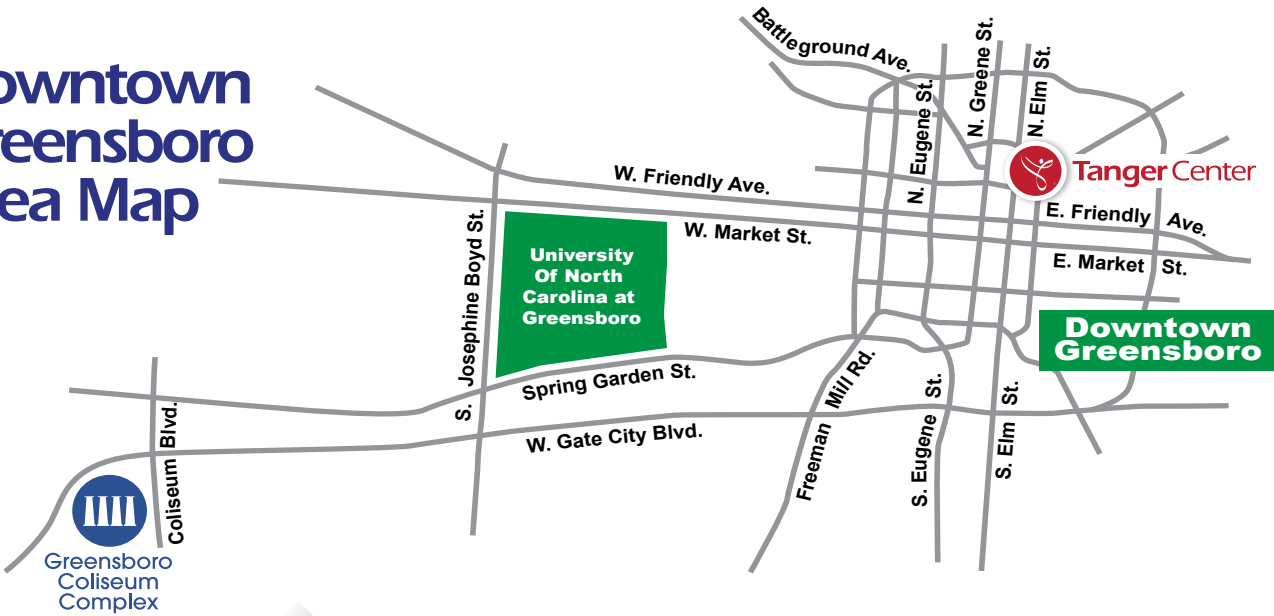 owntown
reensboro
ea Map
Battleground Ave.
N. Eugene St.
N. Greene St.
N. Elm St.
Tanger Center
W. Friendly Ave.
E. Friendly Ave.
W. Market St.
E. Market St.
S. Josephine Boyd St.
University
Of North
Carolina at
Greensboro
Downtown
Greensboro
Spring Garden St.
W. Gate City Blvd.
Freeman Mill Rd.
S. Eugene St.
S. Elm St.
Coliseum Blvd.
Greensboro
Coliseum
Complex